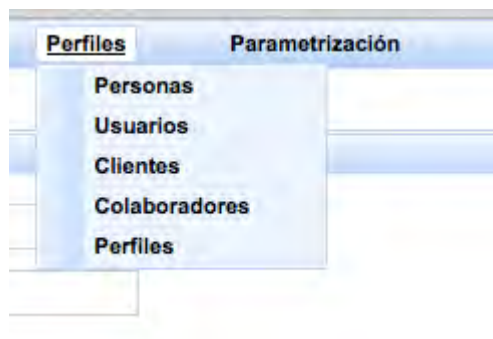 Perfiles Parametrización
Personas
Usuarios
Clientes
Colaboradores
Perfiles